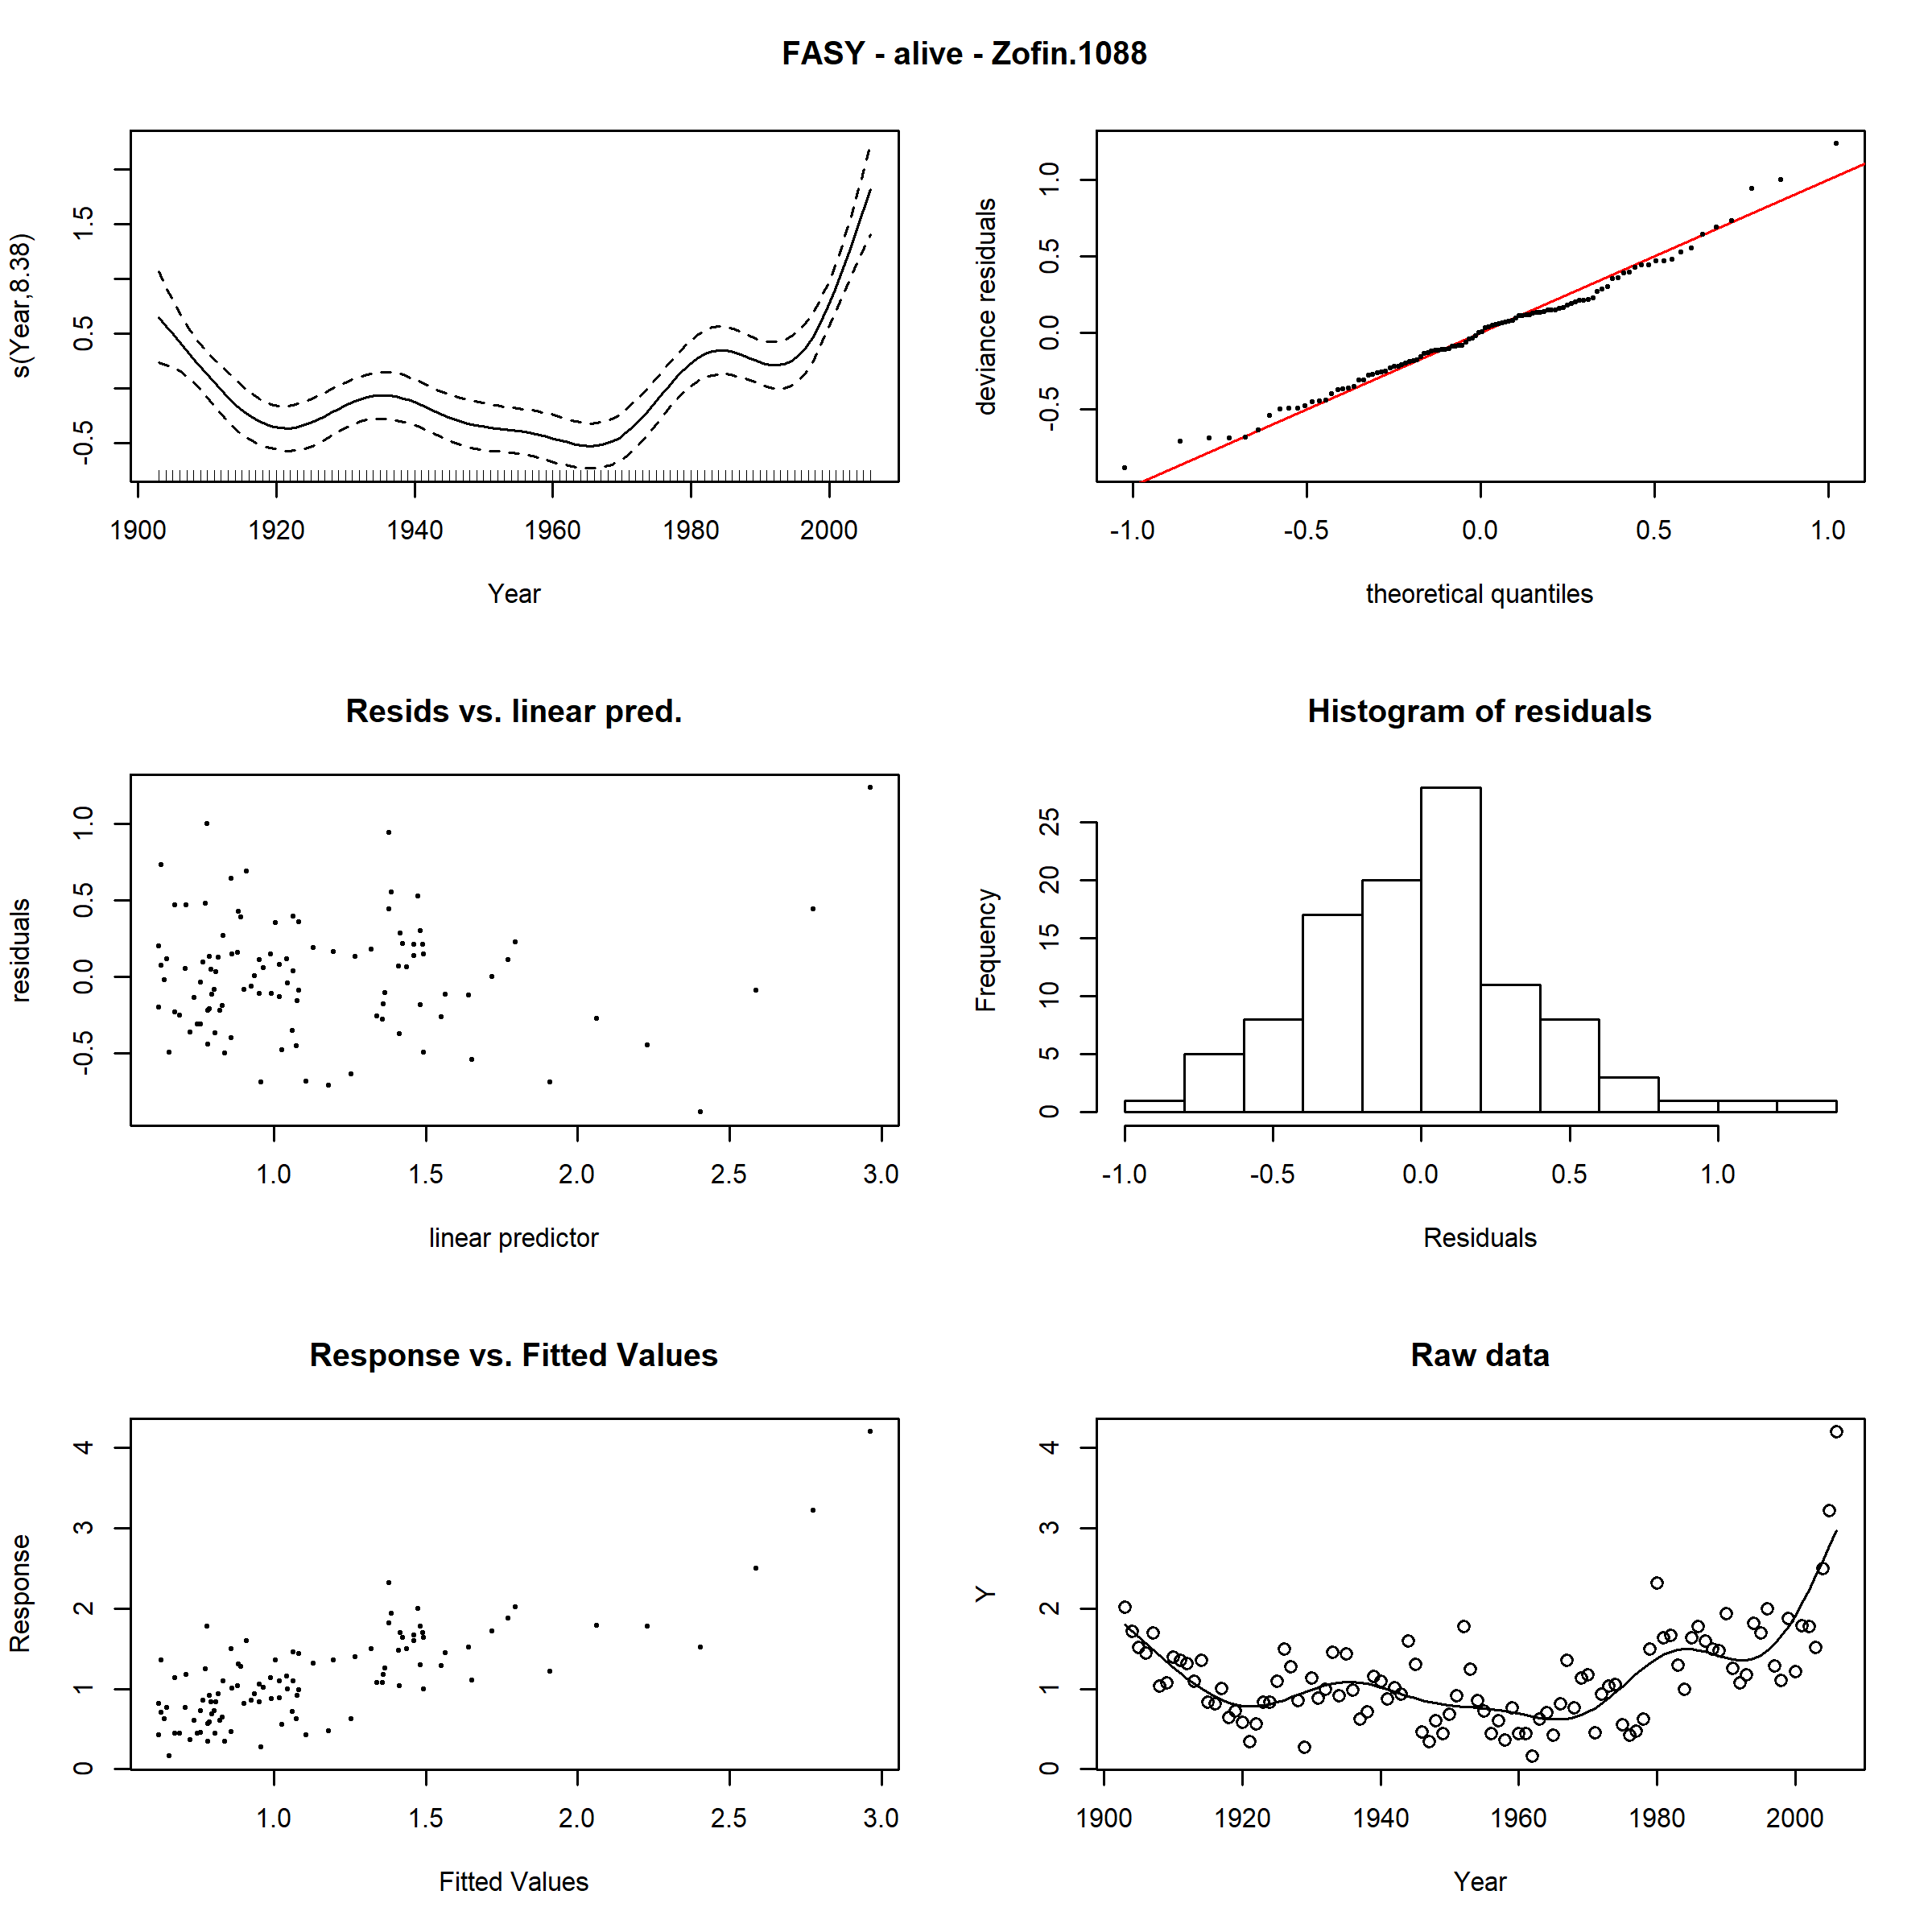 FASY - alive - Zofin.1088
s(Year,8.38)
-0.5 0.5 1.5
1900 1920 1940 1960 1980 2000
Year
deviance residuals
-0.5 0.0 0.5 1.0
-1.0 -0.5 0.0 0.5 1.0
theoretical quantiles
Resids vs. linear pred.
residuals
-0.5 0.0 0.5 1.0
1.0 1.5 2.0 2.5 3.0
linear predictor
Histogram of residuals
Frequency
0 5 10 15 20 25
-1.0 -0.5 0.0 0.5 1.0
Residuals
Response vs. Fitted Values
Response
0 1 2 3 4
1.0 1.5 2.0 2.5 3.0
Fitted Values
Raw data
Y
0 1 2 3 4
1900 1920 1940 1960 1980 2000
Year